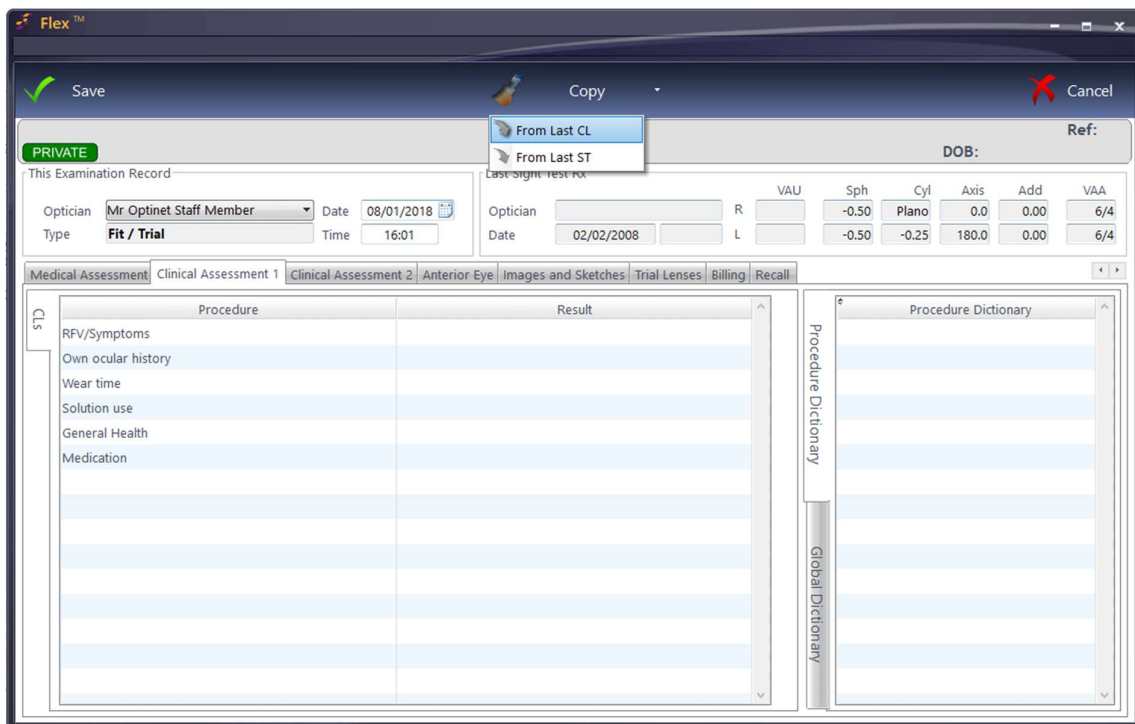 Flex ™
Save Copy Cancel
From Last CL
From Last ST
Ref:
PRIVATE DOB:
This Examination Record
Optician Mr Optinet Staff Member Date 08/01/2018
Type Fit / Trial Time 16:01
Last Sight Test Rx
VAU Sph Cyl Axis Add VAA
Optician R -0.50 Plano 0.0 0.00 6/4
Date 02/02/2008 L -0.50 -0.25 180.0 0.00 6/4
Medical Assessment Clinical Assessment 1 Clinical Assessment 2 Anterior Eye Images and Sketches Trial Lenses Billing Recall
CLs
Procedure Result
RFV/Symptoms
Own ocular history
Wear time
Solution use
General Health
Medication
Procedure Dictionary
Global Dictionary
Procedure Dictionary